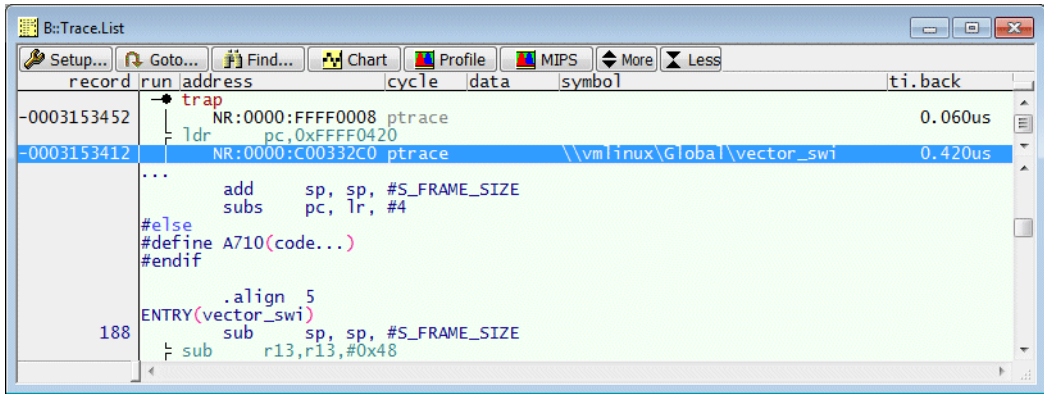 B::Trace.List
Setup... Goto... Find... Chart Profile MIPS More Less
record run address cycle data symbol ti.back
trap
-0003153452 NR:0000:FFFF0008 ptrace 0.060us
ldr pc,0xFFFF0420
-0003153412 NR:0000:C00332C0 ptrace \\vmlinux\Global\vector_swi 0.420us
...
add sp, sp, #S_FRAME_SIZE
subs pc, lr, #4
#else
#define A710(code...)
#endif
.align 5
ENTRY(vector_swi)
188 sub sp, sp, #S_FRAME_SIZE
sub r13,r13,#0x48